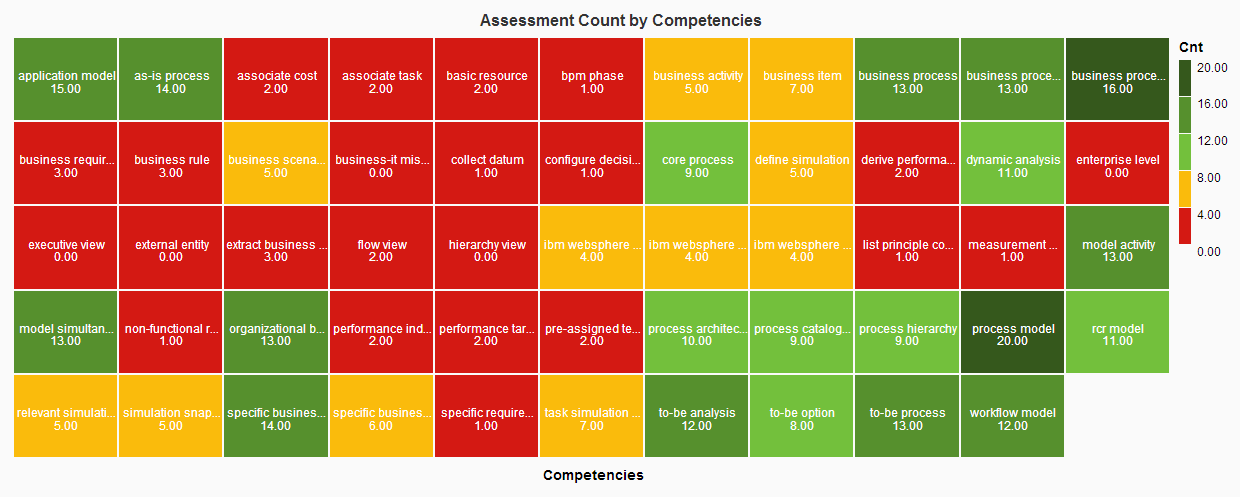 Assessment Count by Competencies
Cnt
application model
15.00
as-is process
14.00
associate cost
2.00
associate task
2.00
basic resource
2.00
bpm phase
1.00
business activity
5.00
business item
7.00
business process
13.00
business proce...
13.00
business proce...
16.00
business requir...
3.00
business rule
3.00
business scena...
5.00
business-it mis...
0.00
collect datum
1.00
configure decisi...
1.00
core process
9.00
define simulation
5.00
derive performa...
2.00
dynamic analysis
11.00
enterprise level
0.00
executive view
0.00
external entity
0.00
extract business ...
3.00
flow view
2.00
hierarchy view
0.00
ibm websphere ...
4.00
ibm websphere ...
4.00
ibm websphere ...
4.00
list principle co...
1.00
measurement ...
1.00
model activity
13.00
model simultan...
13.00
non-functional r...
1.00
organizational b...
13.00
performance ind...
2.00
performance tar...
2.00
pre-assigned te...
2.00
process architec...
10.00
process catalog...
9.00
process hierarchy
9.00
process model
20.00
rcr model
11.00
relevant simulati...
5.00
simulation snap...
5.00
specific busines...
14.00
specific busines...
6.00
specific require...
1.00
task simulation ...
7.00
to-be analysis
12.00
to-be option
8.00
to-be process
13.00
workflow model
12.00
20.00
16.00
12.00
8.00
4.00
0.00
Competencies